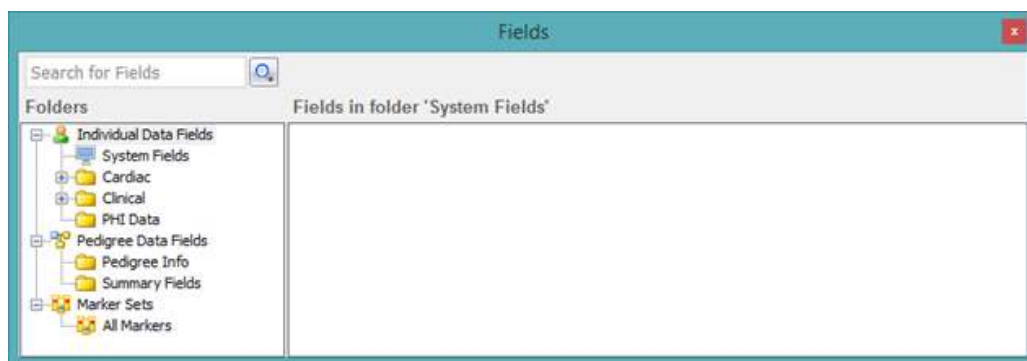 Fields
x
Search for Fields
Folders
Fields in folder 'System Fields'
Individual Data Fields
System Fields
Cardiac
Clinical
PHI Data
Pedigree Data Fields
Pedigree Info
Summary Fields
Marker Sets
All Markers